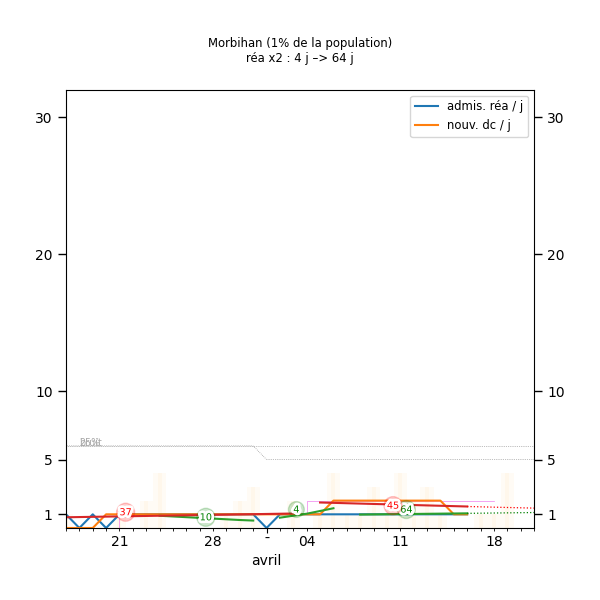 Morbihan (1% de la population)
réa x2 : 4 j –> 64 j
admis. réa / j
nouv. dc / j
30 30
20 20
10 10
5 5
37 10 4 45 64
1 1
21 28 - 04 11 18
avril